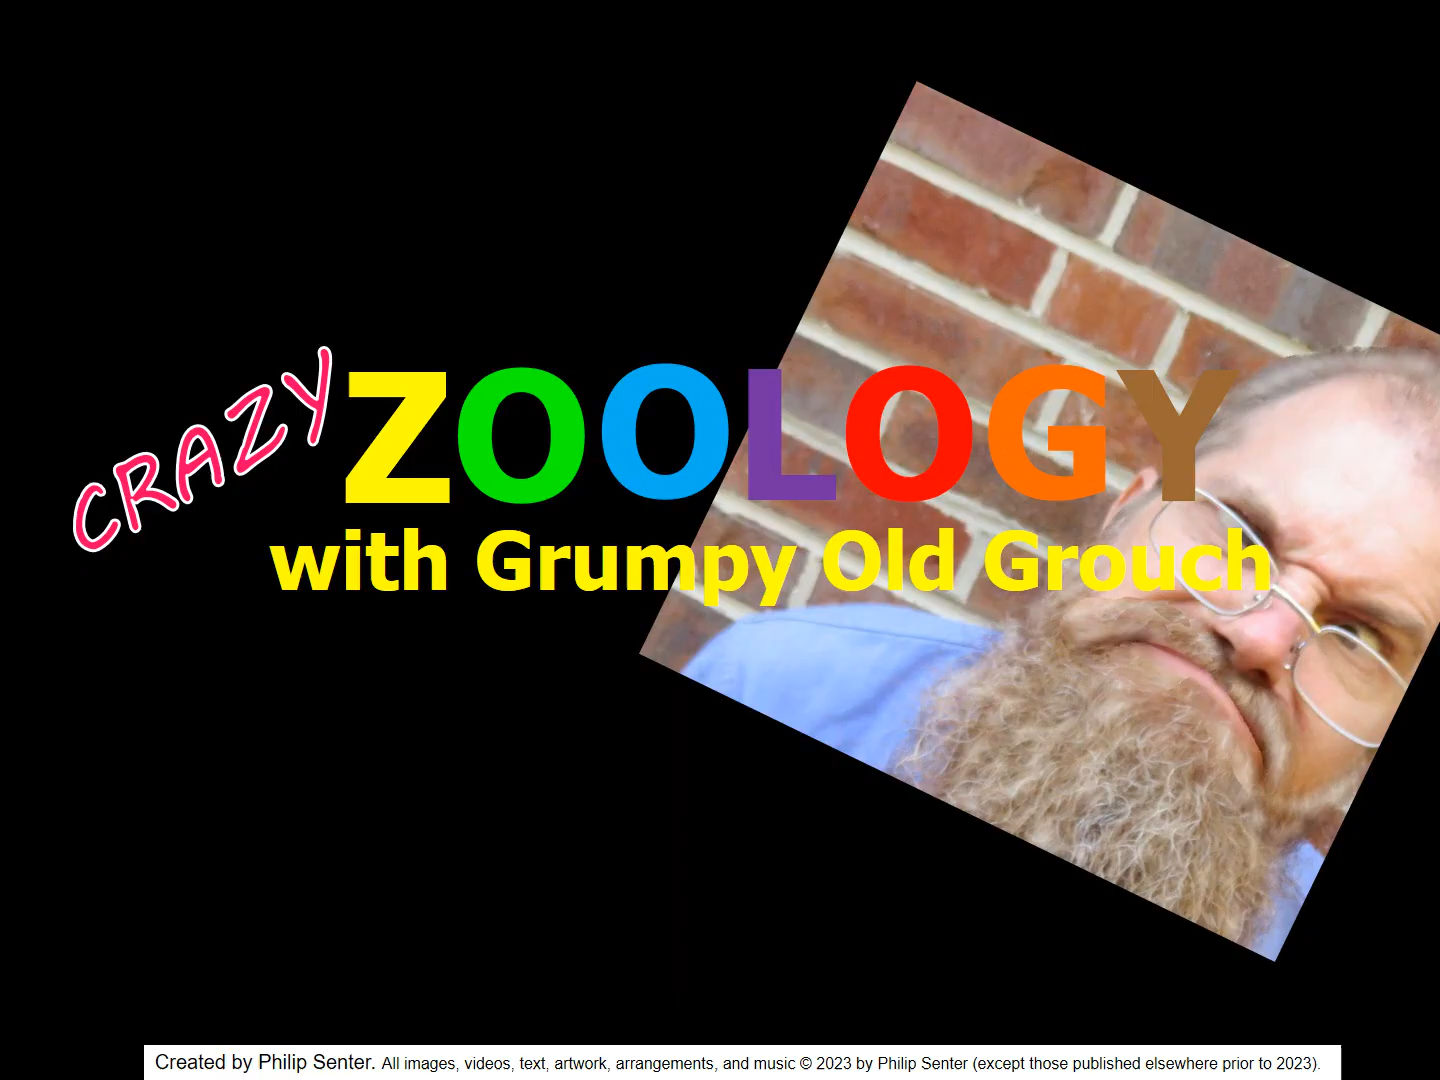 CRAZY ZOOLOGY
with Grumpy Old Grouch
Created by Philip Senter. All images, videos, text, artwork, arrangements, and music © 2023 by Philip Senter (except those published elsewhere prior to 2023).